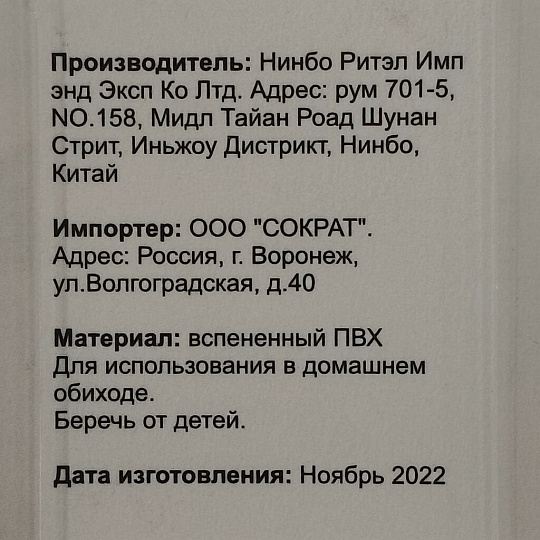 Производитель: Нинбо Ритэл Имп
энд Эксп Ко Лтд. Адрес: рум 701-5,
NO.158, Мидл Тайан Роад Шунан
Стрит, Иньжоу Дистрикт, Нинбо,
Китай
Импортер: ООО "СОКРАТ".
Адрес: Россия, г. Воронеж,
ул.Волгоградская, д.40
Материал: вспененный ПВХ
Для использования в домашнем
обиходе.
Беречь от детей.
Дата изготовления: Ноябрь 2022